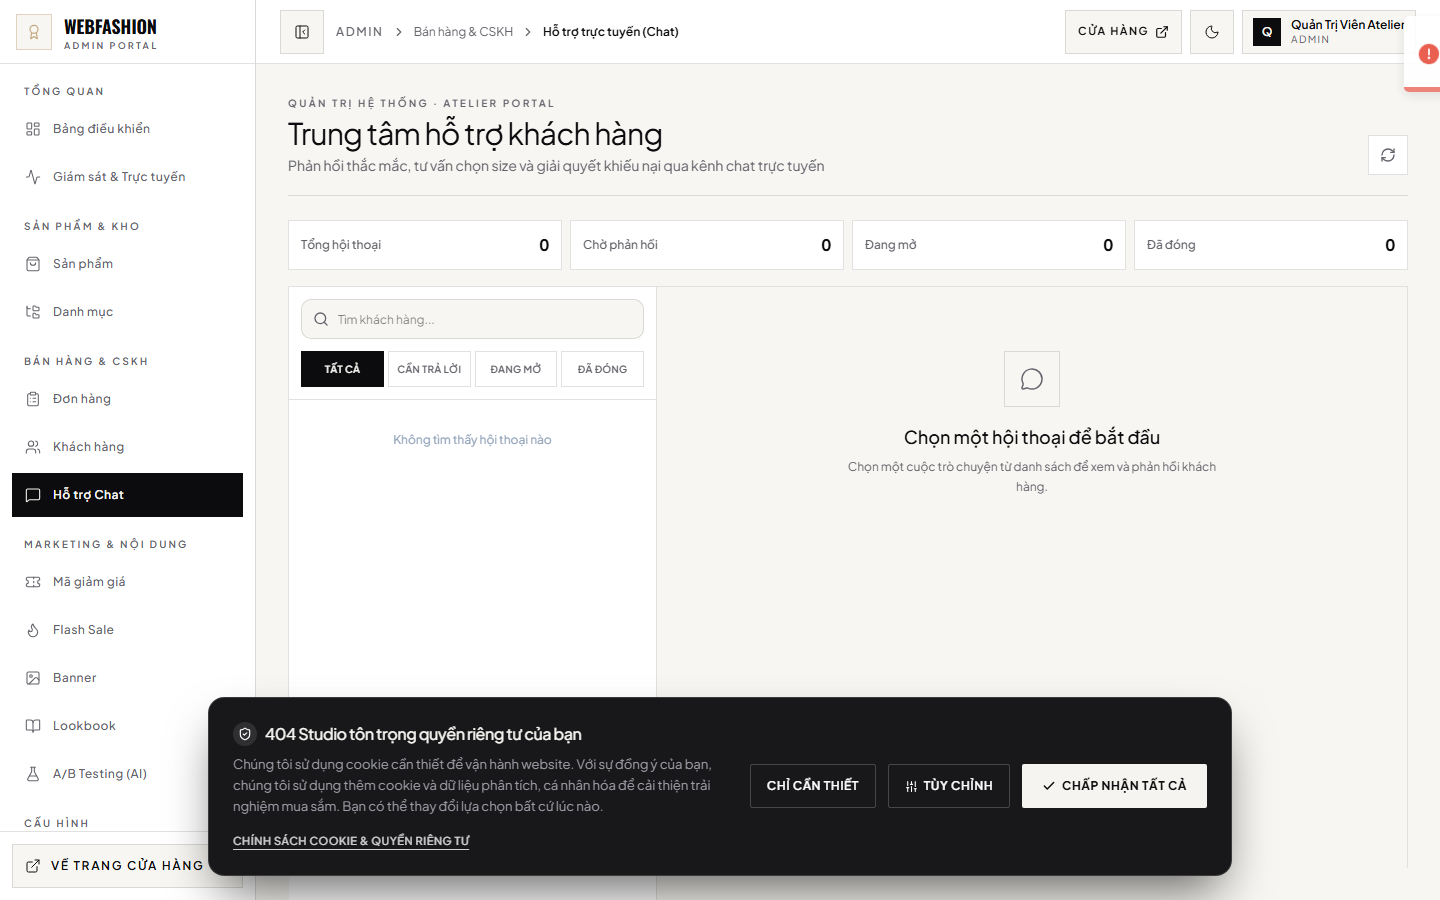 WEBFASHION
ADMIN PORTAL
TỔNG QUAN
Bảng điều khiển
Giám sát & Trực tuyến
SẢN PHẨM & KHO
Sản phẩm
Danh mục
BÁN HÀNG & CSKH
Đơn hàng
Khách hàng
Hỗ trợ Chat
MARKETING & NỘI DUNG
Mã giảm giá
Flash Sale
Banner
Lookbook
A/B Testing (AI)
CẤU HÌNH
VỀ TRANG CỬA HÀNG
ADMIN
Bán hàng & CSKH
Hỗ trợ trực tuyến (Chat)
CỬA HÀNG
Q
Quản Trị Viên Atelier
ADMIN
QUẢN TRỊ HỆ THỐNG · ATELIER PORTAL
Trung tâm hỗ trợ khách hàng
Phản hồi thắc mắc, tư vấn chọn size và giải quyết khiếu nại qua kênh chat trực tuyến
Tổng hội thoại 0
Chờ phản hồi 0
Đang mở 0
Đã đóng 0
Tìm khách hàng...
TẤT CẢ
CẦN TRẢ LỜI
ĐANG MỞ
ĐÃ ĐÓNG
Không tìm thấy hội thoại nào
Chọn một hội thoại để bắt đầu
Chọn một cuộc trò chuyện từ danh sách để xem và phản hồi khách
hàng.
404 Studio tôn trọng quyền riêng tư của bạn
Chúng tôi sử dụng cookie cần thiết để vận hành website. Với sự đồng ý của bạn,
chúng tôi sử dụng thêm cookie và dữ liệu phân tích, cá nhân hóa để cải thiện trải
nghiệm mua sắm. Bạn có thể thay đổi lựa chọn bất cứ lúc nào.
CHÍNH SÁCH COOKIE & QUYỀN RIÊNG TƯ
CHỈ CẦN THIẾT
TÙY CHỈNH
CHẤP NHẬN TẤT CẢ